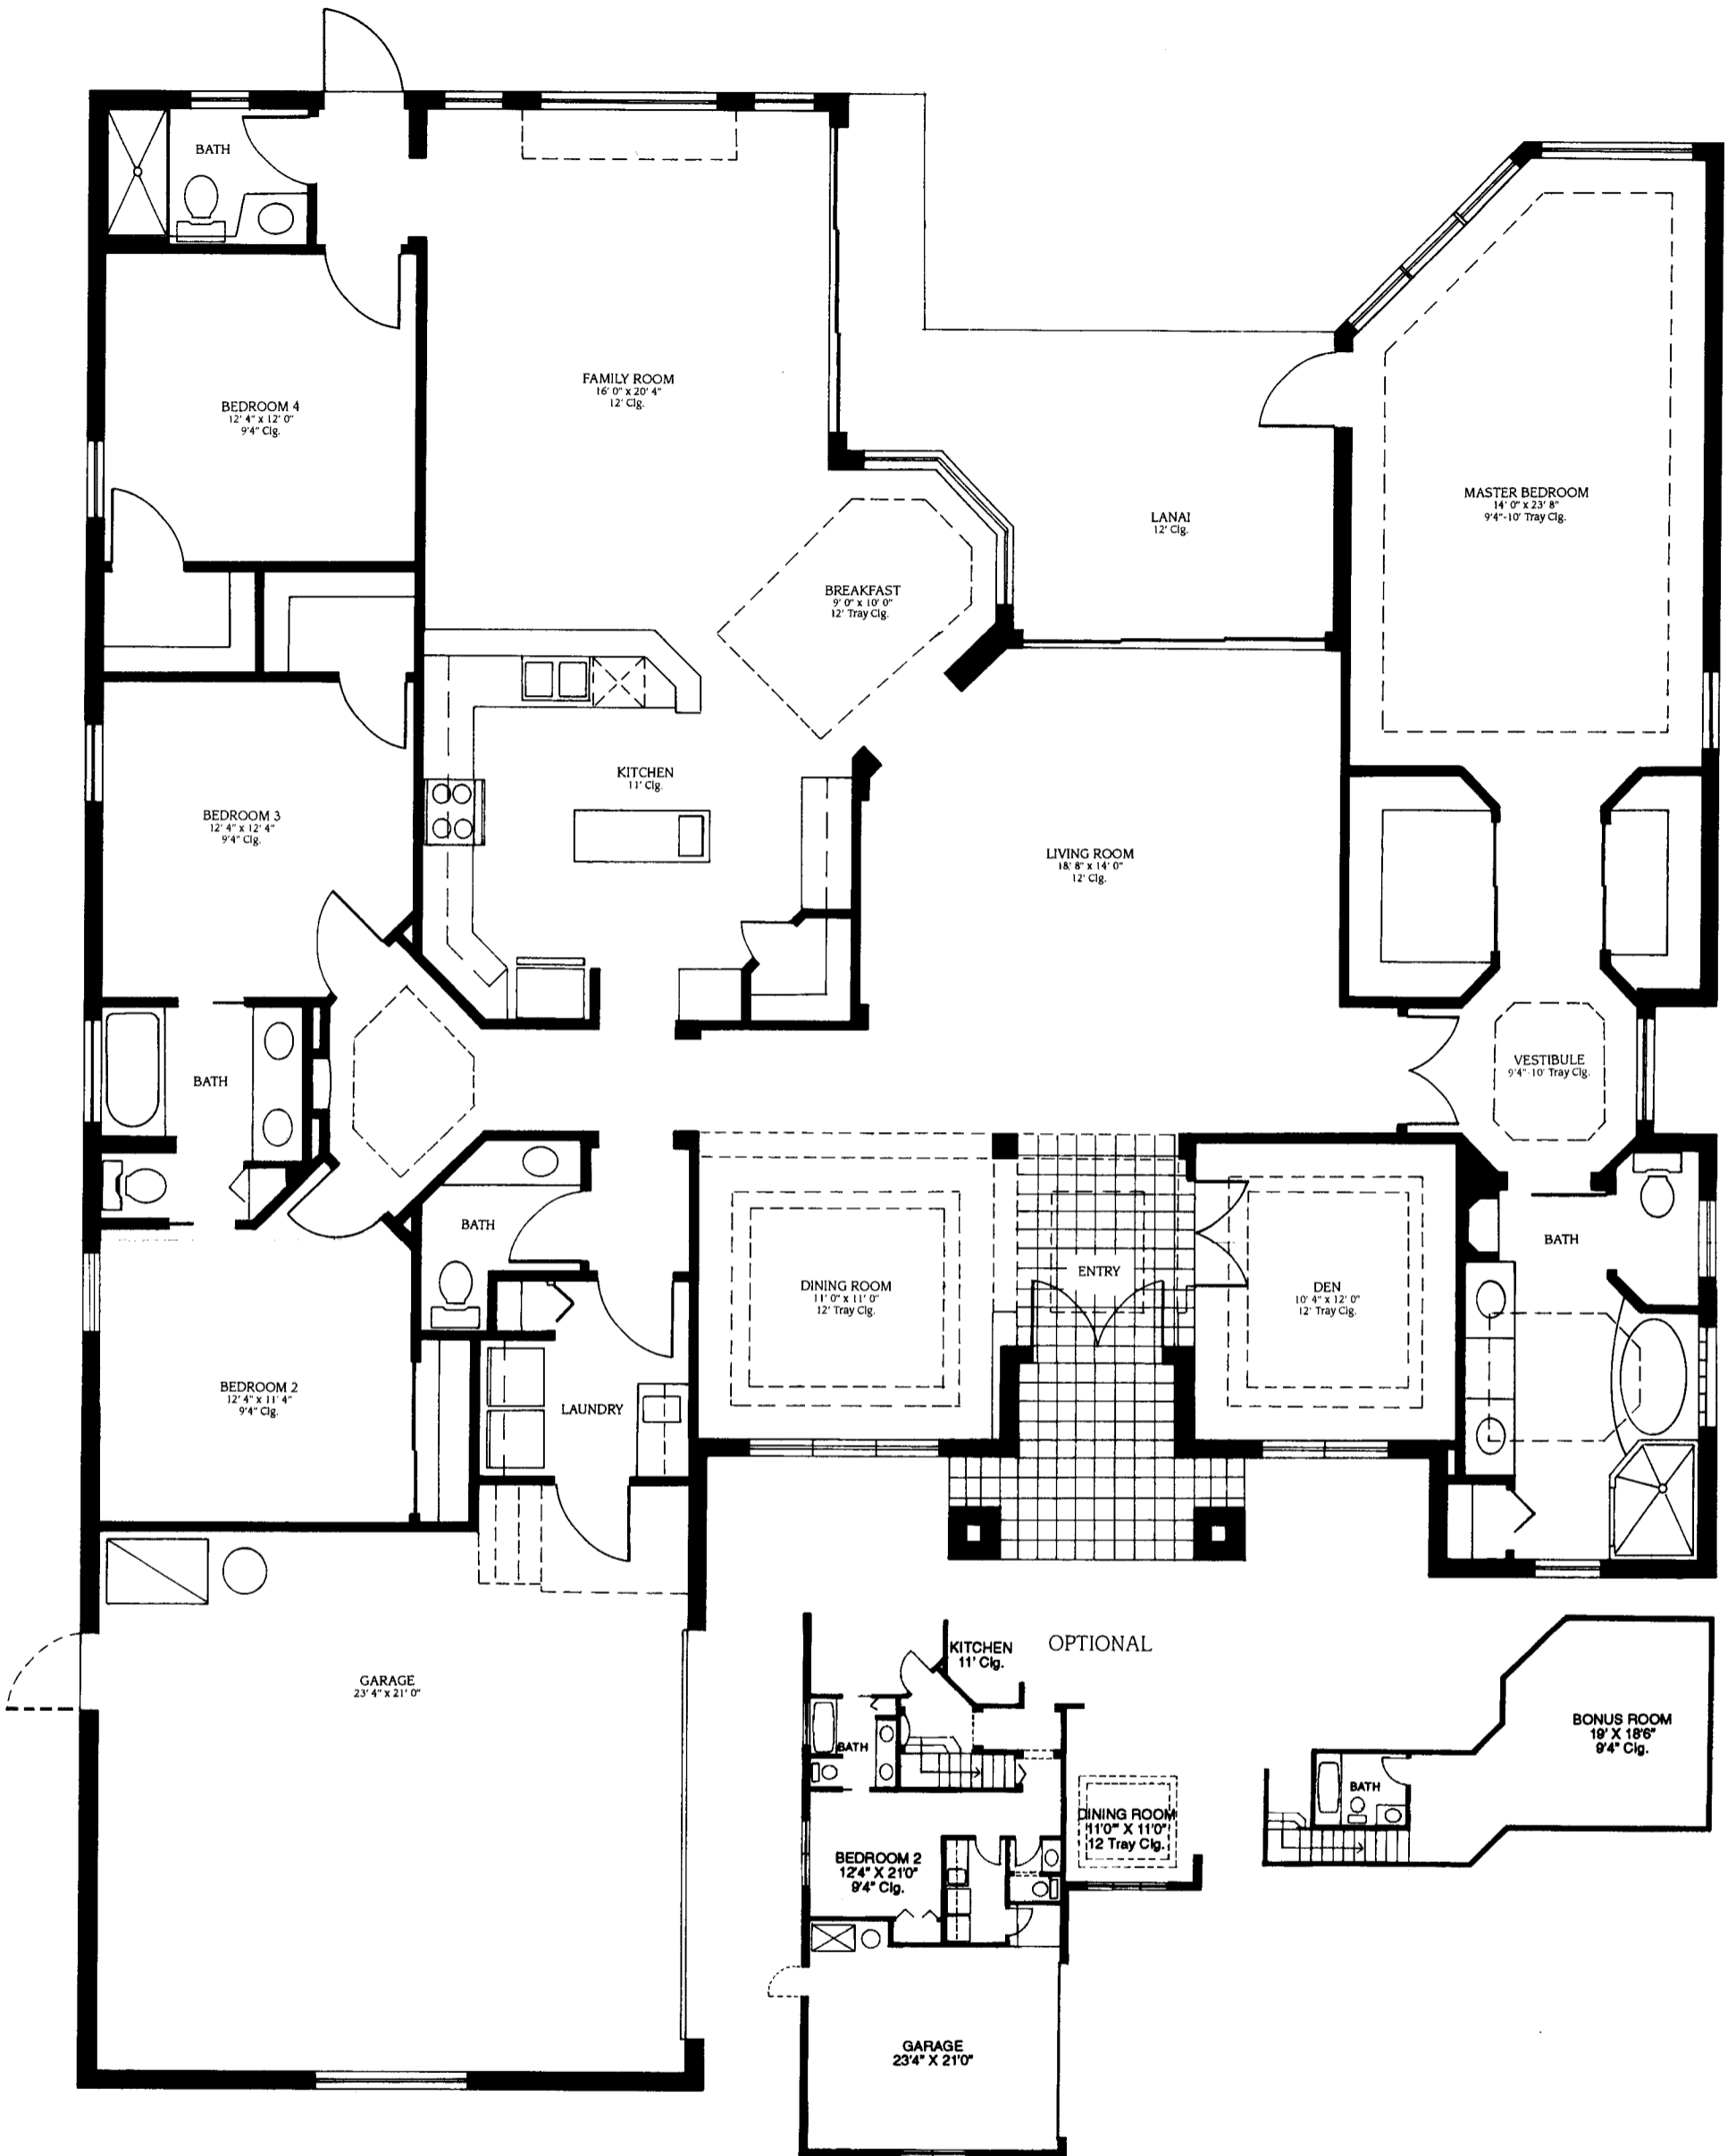 BATH
FAMILY ROOM
16' 0" x 20' 4"
12' Clg.
BEDROOM 4
12' 4" x 12' 0"
9'4" Clg.
MASTER BEDROOM
14' 0" x 23' 8"
9'4"-10' Tray Clg.
LANAI
12' Clg.
BREAKFAST
9' 0" x 10' 0"
12' Tray Clg.
KITCHEN
11' Clg.
BEDROOM 3
12' 4" x 12' 4"
9'4" Clg.
LIVING ROOM
18' 8" x 14' 0"
12' Clg.
VESTIBULE
9'4"-10' Tray Clg.
BATH
BATH
BATH
ENTRY
DINING ROOM
11' 0" x 11' 0"
12' Tray Clg.
DEN
10' 4" x 12' 0"
12' Tray Clg.
BEDROOM 2
12' 4" x 11' 4"
9'4" Clg.
LAUNDRY
GARAGE
23' 4" x 21' 0"
OPTIONAL
KITCHEN
11' Clg.
BATH
DINING ROOM
11'0" X 11'0"
12 Tray Clg.
BEDROOM 2
12'4" X 21'0"
9'4" Clg.
GARAGE
23'4" X 21'0"
BONUS ROOM
19' X 18'6"
9'4" Clg.
BATH